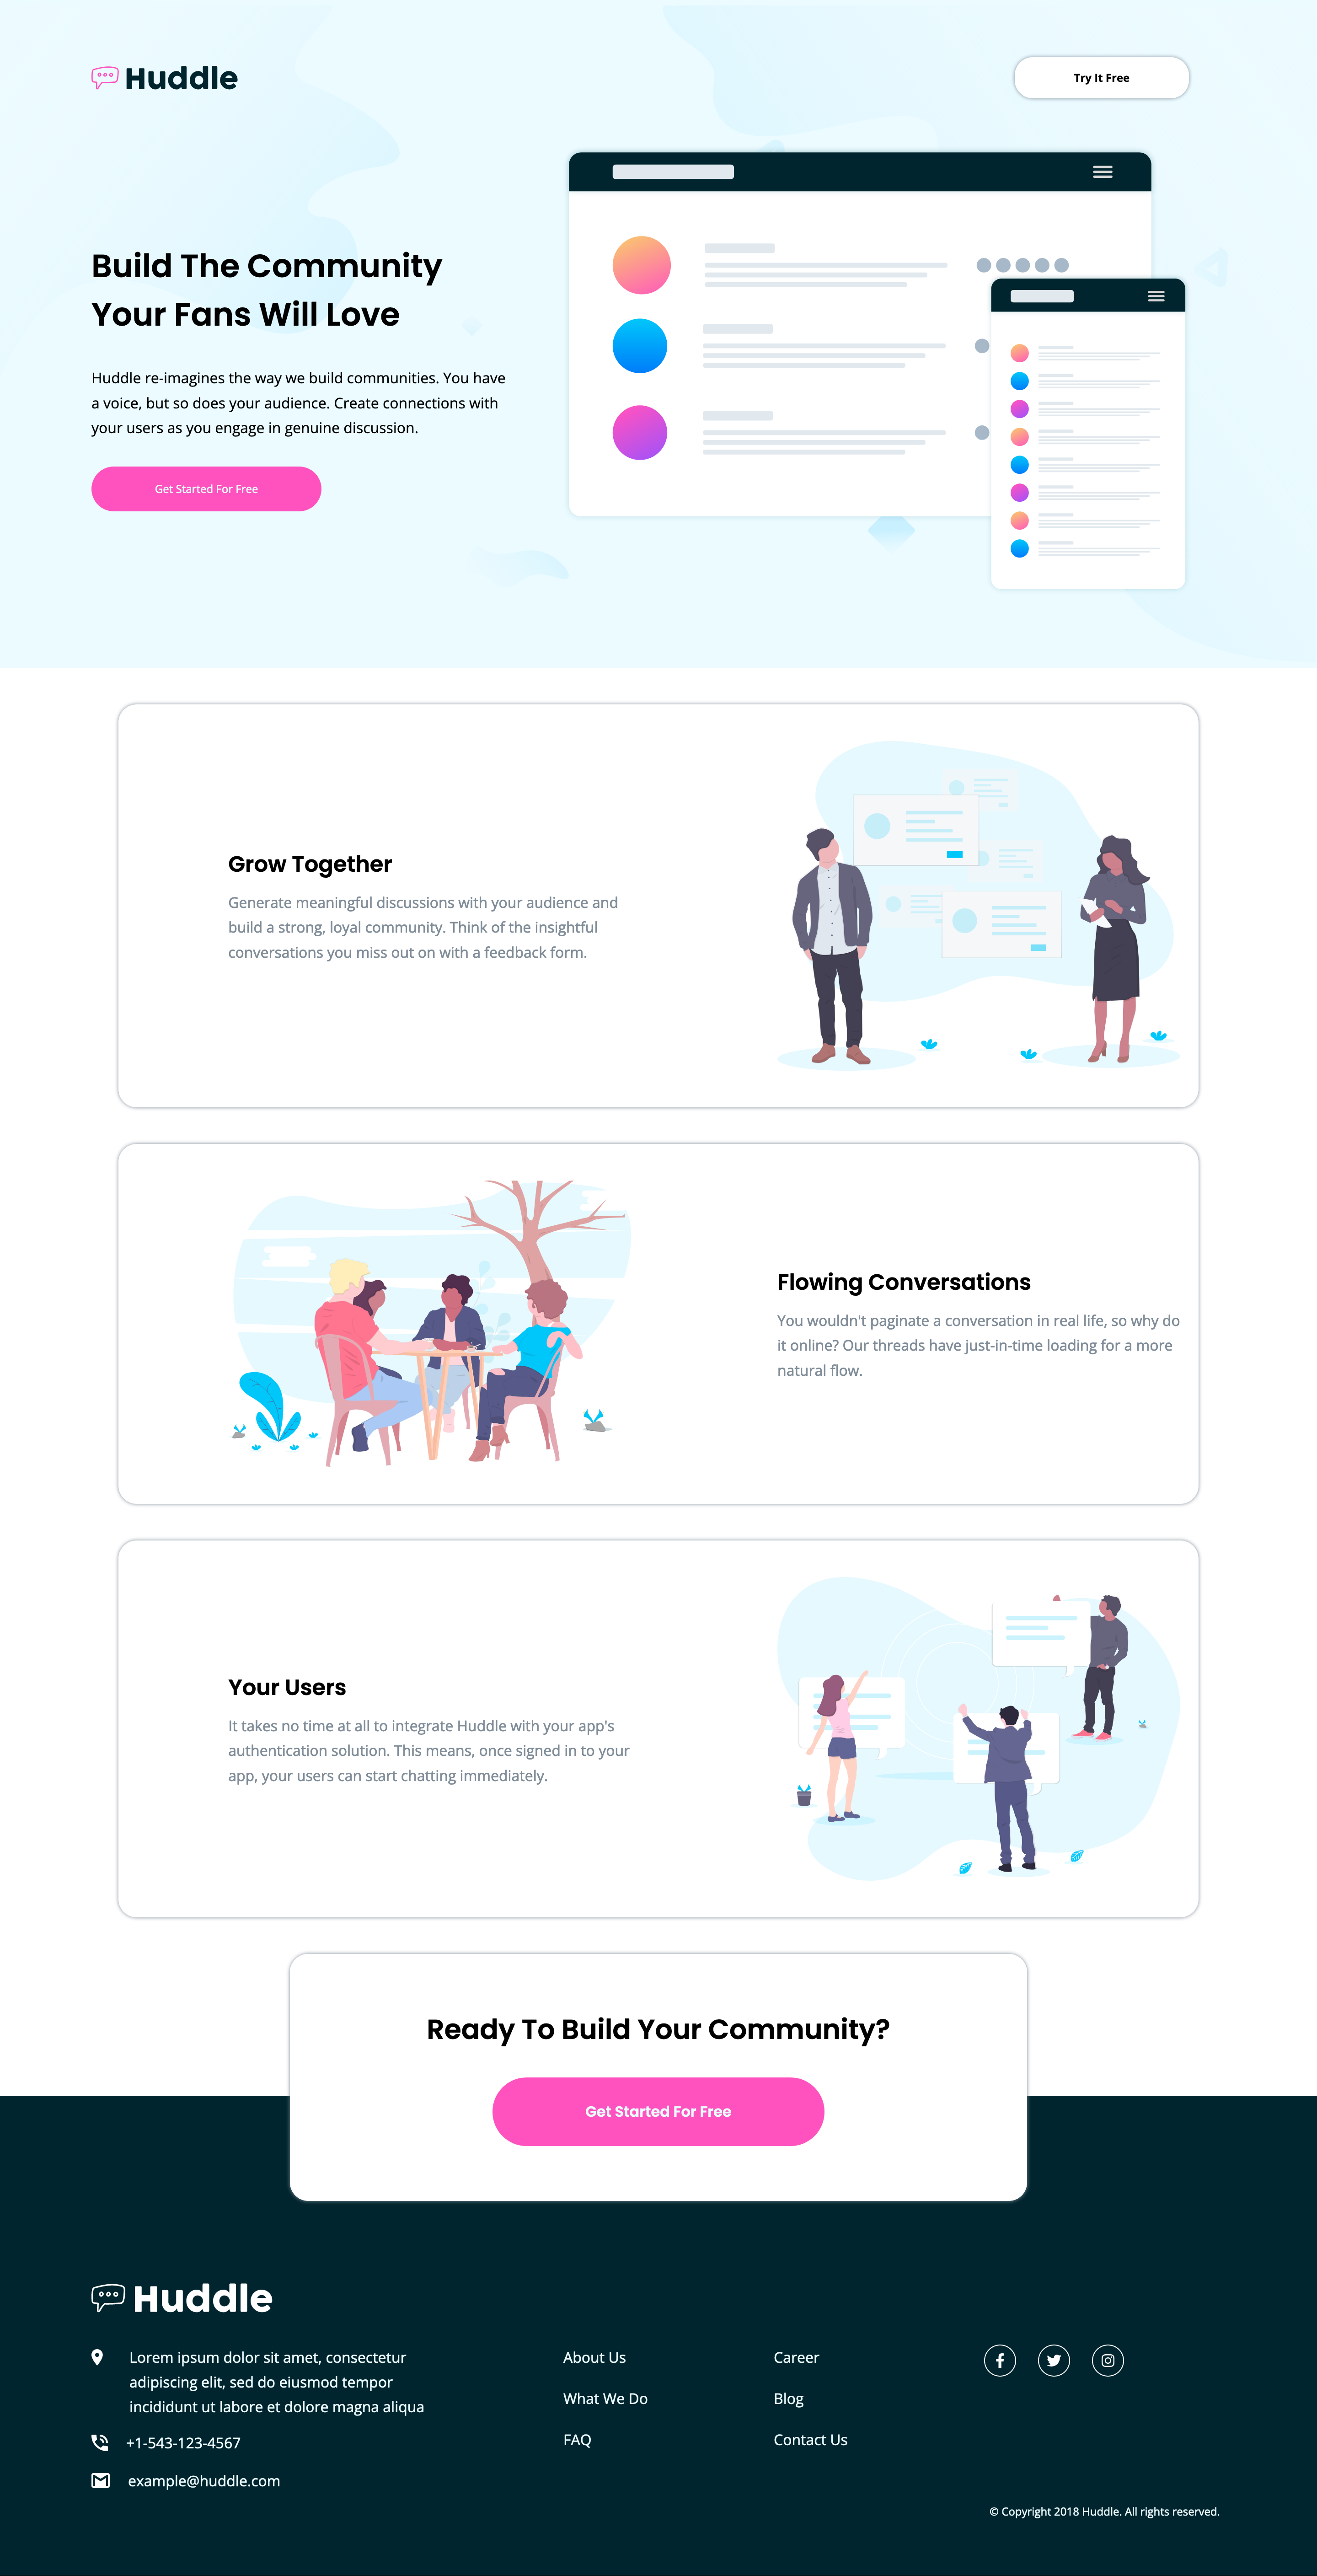 Huddle
Try It Free
Build The Community
Your Fans Will Love
Huddle re-imagines the way we build communities. You have
a voice, but so does your audience. Create connections with
your users as you engage in genuine discussion.
Get Started For Free
Grow Together
Generate meaningful discussions with your audience and
build a strong, loyal community. Think of the insightful
conversations you miss out on with a feedback form.
Flowing Conversations
You wouldn't paginate a conversation in real life, so why do
it online? Our threads have just-in-time loading for a more
natural flow.
Your Users
It takes no time at all to integrate Huddle with your app's
authentication solution. This means, once signed in to your
app, your users can start chatting immediately.
Ready To Build Your Community?
Get Started For Free
Huddle
Lorem ipsum dolor sit amet, consectetur
adipiscing elit, sed do eiusmod tempor
incididunt ut labore et dolore magna aliqua
+1-543-123-4567
example@huddle.com
About Us
What We Do
FAQ
Career
Blog
Contact Us
© Copyright 2018 Huddle. All rights reserved.